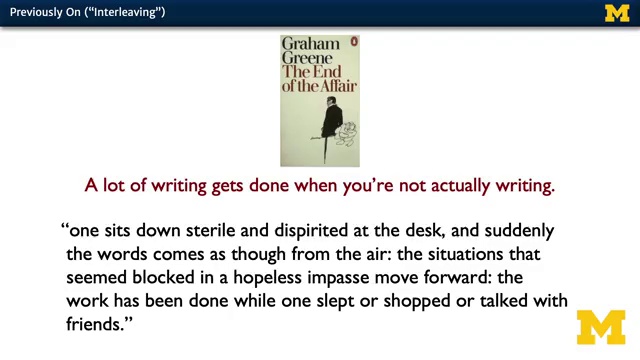 Previously On (“Interleaving”)
M
Graham
Greene
The End
of the Affair
A lot of writing gets done when you’re not actually writing.
“one sits down sterile and dispirited at the desk, and suddenly
the words comes as though from the air: the situations that
seemed blocked in a hopeless impasse move forward: the
work has been done while one slept or shopped or talked with
friends.”
M